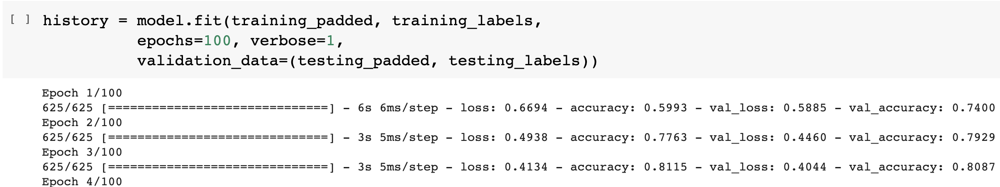 [ ] history = model.fit(training_padded, training_labels,
epochs=100, verbose=1,
validation_data=(testing_padded, testing_labels))
Epoch 1/100
625/625 [==============================] - 6s 6ms/step - loss: 0.6694 - accuracy: 0.5993 - val_loss: 0.5885 - val_accuracy: 0.7400
Epoch 2/100
625/625 [==============================] - 3s 5ms/step - loss: 0.4938 - accuracy: 0.7763 - val_loss: 0.4460 - val_accuracy: 0.7929
Epoch 3/100
625/625 [==============================] - 3s 5ms/step - loss: 0.4134 - accuracy: 0.8115 - val_loss: 0.4044 - val_accuracy: 0.8087
Epoch 4/100